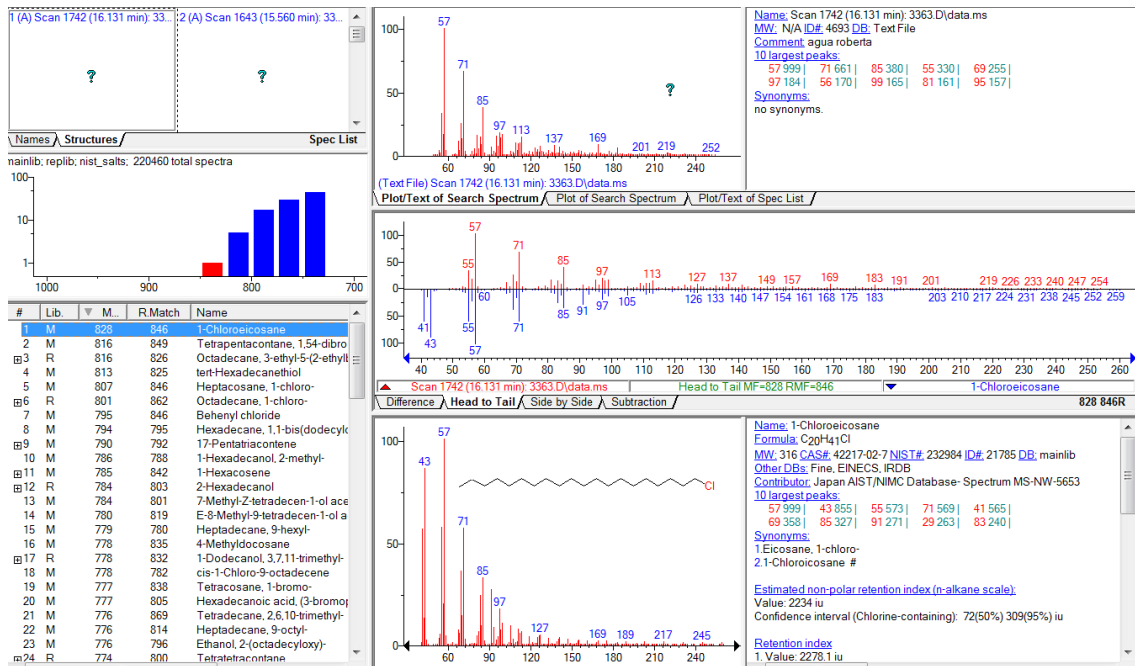 1 (A) Scan 1742 (16.131 min): 33...
2 (A) Scan 1643 (15.560 min): 33...
?
?
Names
Structures
Spec List
mainlib; replib; nist_salts; 220460 total spectra
100
10
1
1000 900 800 700
# Lib. M... R.Match Name
1 M 828 846 1-Chloroeicosane
2 M 816 849 Tetrapentacontane, 1,54-dibro
3 R 816 826 Octadecane, 3-ethyl-5-(2-ethylb
4 M 813 825 tert-Hexadecanethiol
5 M 807 846 Heptacosane, 1-chloro-
6 R 801 862 Octadecane, 1-chloro-
7 M 795 846 Behenyl chloride
8 M 794 795 Hexadecane, 1,1-bis(dodecylo
9 M 790 792 17-Pentatriacontene
10 M 786 788 1-Hexadecanol, 2-methyl-
11 M 785 842 1-Hexacosene
12 R 784 803 2-Hexadecanol
13 M 784 801 7-Methyl-Z-tetradecen-1-ol ace
14 M 780 819 E-8-Methyl-9-tetradecen-1-ol a
15 M 779 780 Heptadecane, 9-hexyl-
16 M 778 835 4-Methyldocosane
17 R 778 832 1-Dodecanol, 3,7,11-trimethyl-
18 M 778 782 cis-1-Chloro-9-octadecene
19 M 777 838 Tetracosane, 1-bromo-
20 M 777 805 Hexadecanoic acid, (3-bromop
21 M 776 869 Tetradecane, 2,6,10-trimethyl-
22 M 776 814 Heptadecane, 9-octyl-
23 M 776 796 Ethanol, 2-(octadecyloxy)-
24 R 774 800 Tetratetracontane
100
50
0
57 71 85 97 113 137 169 201 219 252
?
60 90 120 150 180 210 240
(Text File) Scan 1742 (16.131 min): 3363.D\data.ms
Plot/Text of Search Spectrum
Plot of Search Spectrum
Plot/Text of Spec List
Name: Scan 1742 (16.131 min): 3363.D\data.ms
MW: N/A ID#: 4693 DB: Text File
Comment: agua roberta
10 largest peaks:
57 999 | 71 661 | 85 380 | 55 330 | 69 255 |
97 184 | 56 170 | 99 165 | 81 161 | 95 157 |
Synonyms:
no synonyms.
100
50
0
50
100
57
71
55 85 97 113 127 137 149 157 169 183 191 201 219 226 233 240 247 254
60 105 126 133 140 147 154 161 168 175 183 203 210 217 224 231 238 245 252 259
41 43 55 71 85 91 97
57
40 50 60 70 80 90 100 110 120 130 140 150 160 170 180 190 200 210 220 230 240 250 260
Scan 1742 (16.131 min): 3363.D\data.ms
Head to Tail MF=828 RMF=846
1-Chloroeicosane
Difference
Head to Tail
Side by Side
Subtraction
828 846R
100
50
0
43 57 71 85 97 127 169 189 217 245
Cl
60 90 120 150 180 210 240
Name: 1-Chloroeicosane
Formula: C20H41Cl
MW: 316 CAS#: 42217-02-7 NIST#: 232984 ID#: 21785 DB: mainlib
Other DBs: Fine, EINECS, IRDB
Contributor: Japan AIST/NIMC Database- Spectrum MS-NW-5653
10 largest peaks:
57 999 | 43 855 | 55 573 | 71 569 | 41 565 |
69 358 | 85 327 | 91 271 | 29 263 | 83 240 |
Synonyms:
1.Eicosane, 1-chloro-
2.1-Chloroicosane #
Estimated non-polar retention index (n-alkane scale):
Value: 2234 iu
Confidence interval (Chlorine-containing): 72(50%) 309(95%) iu
Retention index
1. Value: 2278.1 iu